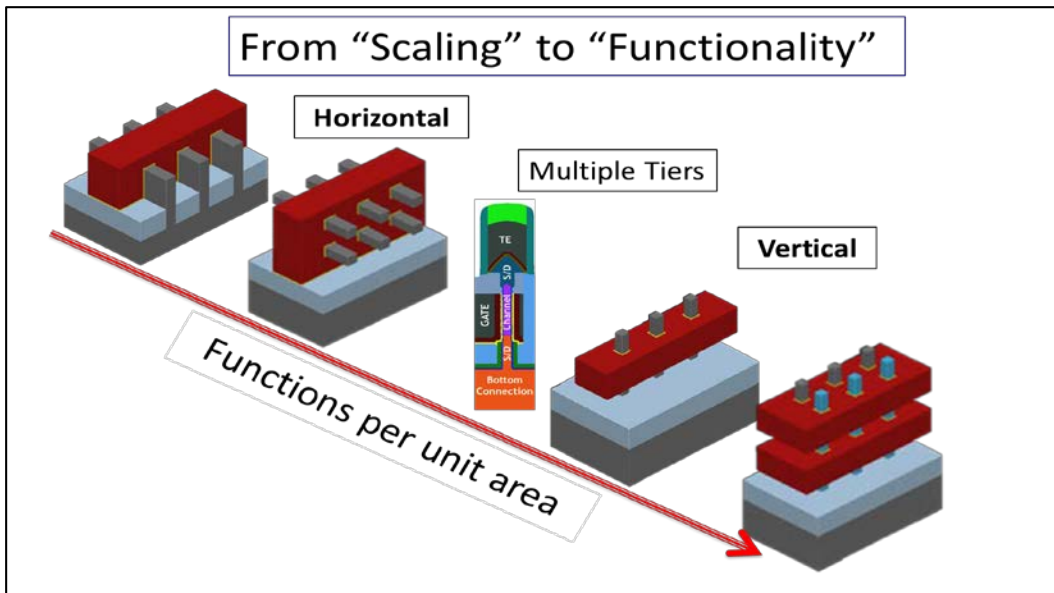 From “Scaling” to “Functionality”
Horizontal
Multiple Tiers
Vertical
TE
S/D
GATE
Channel
S/D
Bottom
Connection
Functions per unit area